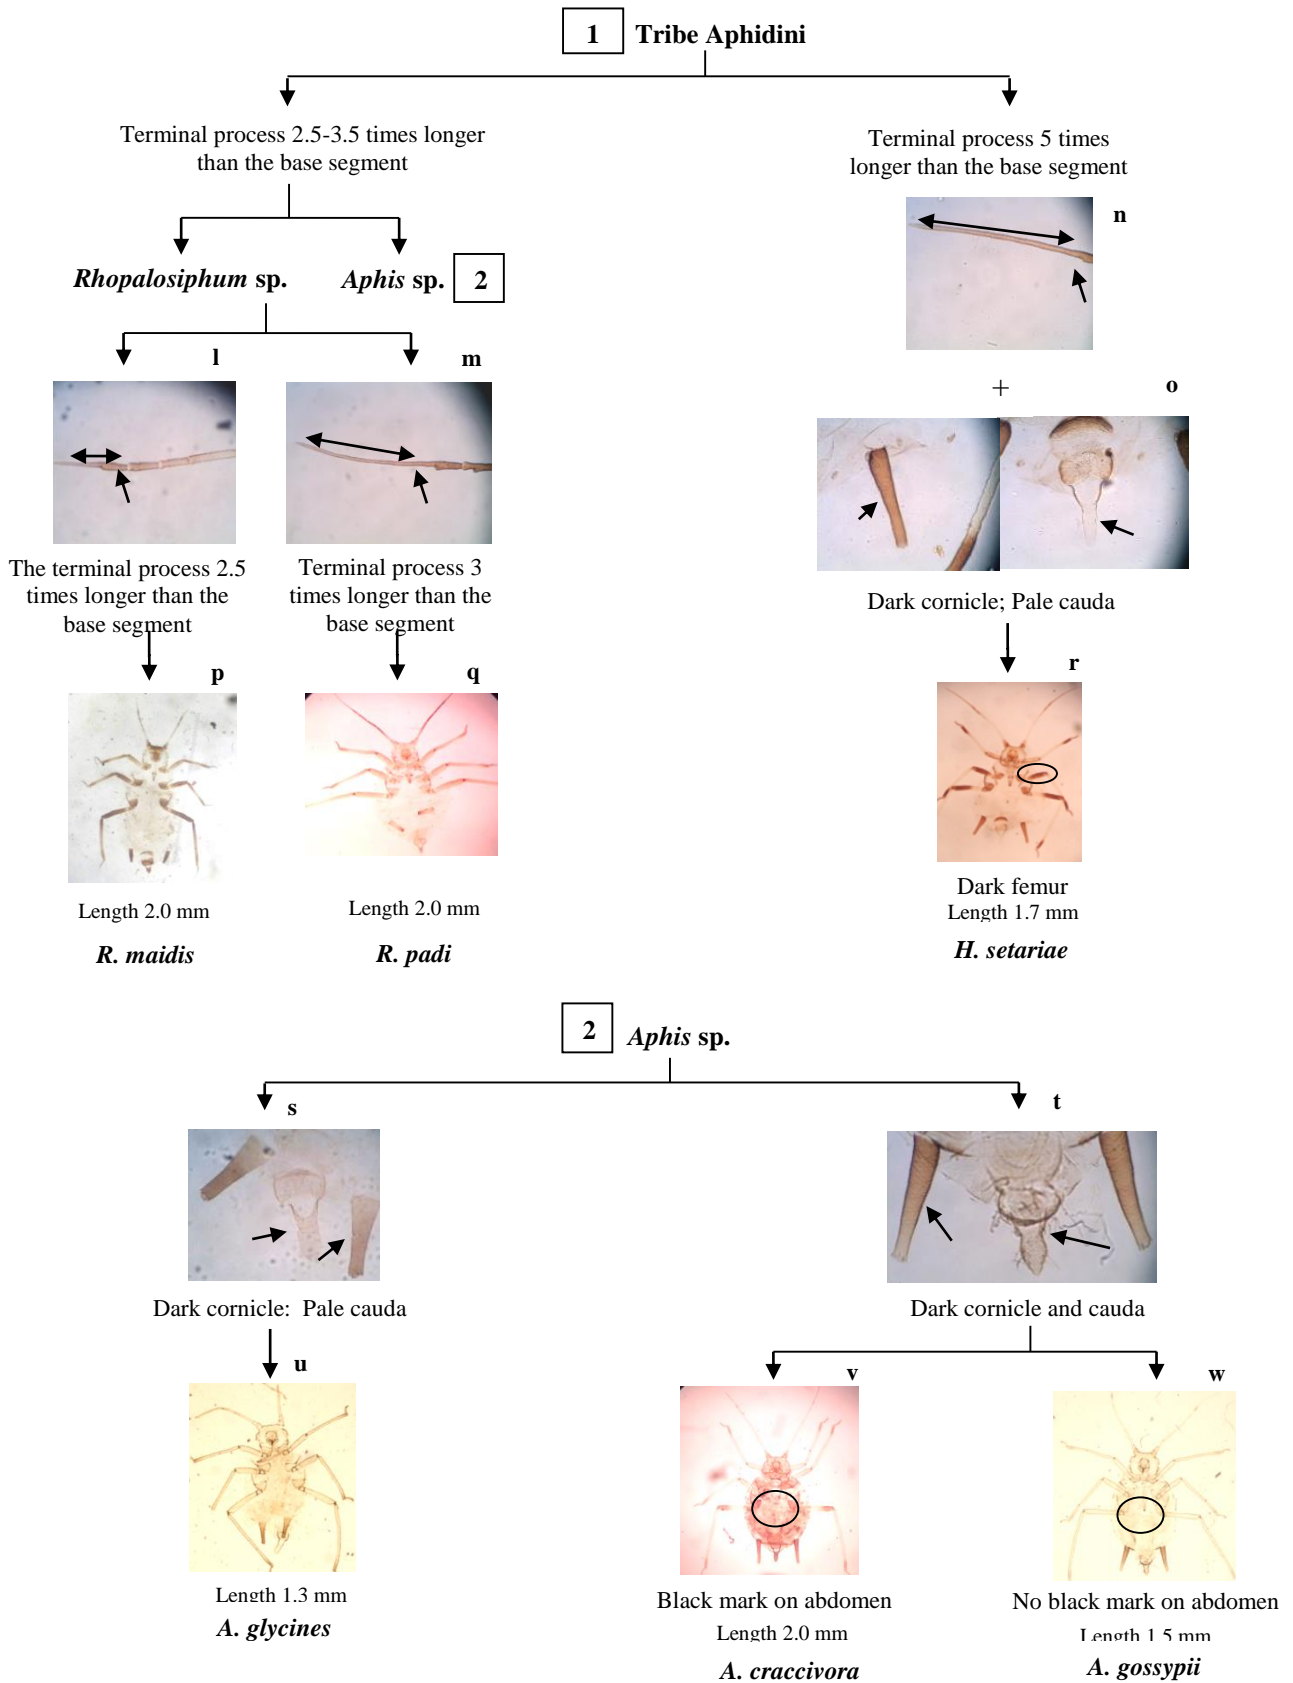 1 Tribe Aphidini
Terminal process 2.5-3.5 times longer
than the base segment
Terminal process 5 times
longer than the base segment
n
Rhopalosiphum sp.
Aphis sp. 2
l
m
+
o
The terminal process 2.5
times longer than the
base segment
Terminal process 3
times longer than the
base segment
Dark cornicle; Pale cauda
p
q
r
Length 2.0 mm
R. maidis
Length 2.0 mm
R. padi
Dark femur
Length 1.7 mm
H. setariae
2 Aphis sp.
s
t
Dark cornicle: Pale cauda
Dark cornicle and cauda
u
v
w
Length 1.3 mm
A. glycines
Black mark on abdomen
Length 2.0 mm
A. craccivora
No black mark on abdomen
Length 1.5 mm
A. gossypii